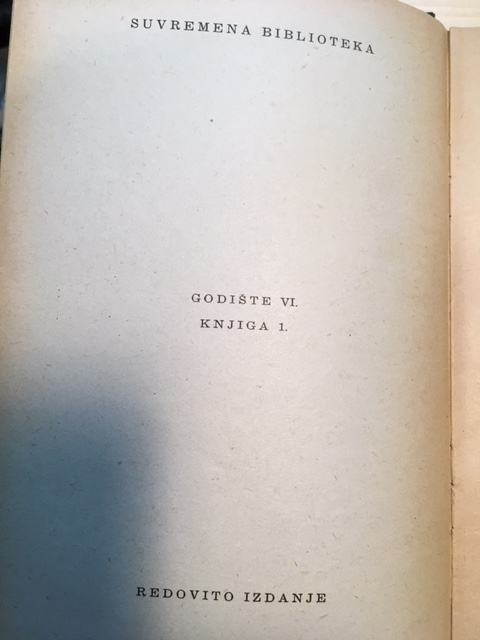 SUVREMENA BIBLIOTEKA
GODIŠTE VI.
KNJIGA 1.
REDOVITO IZDANJE